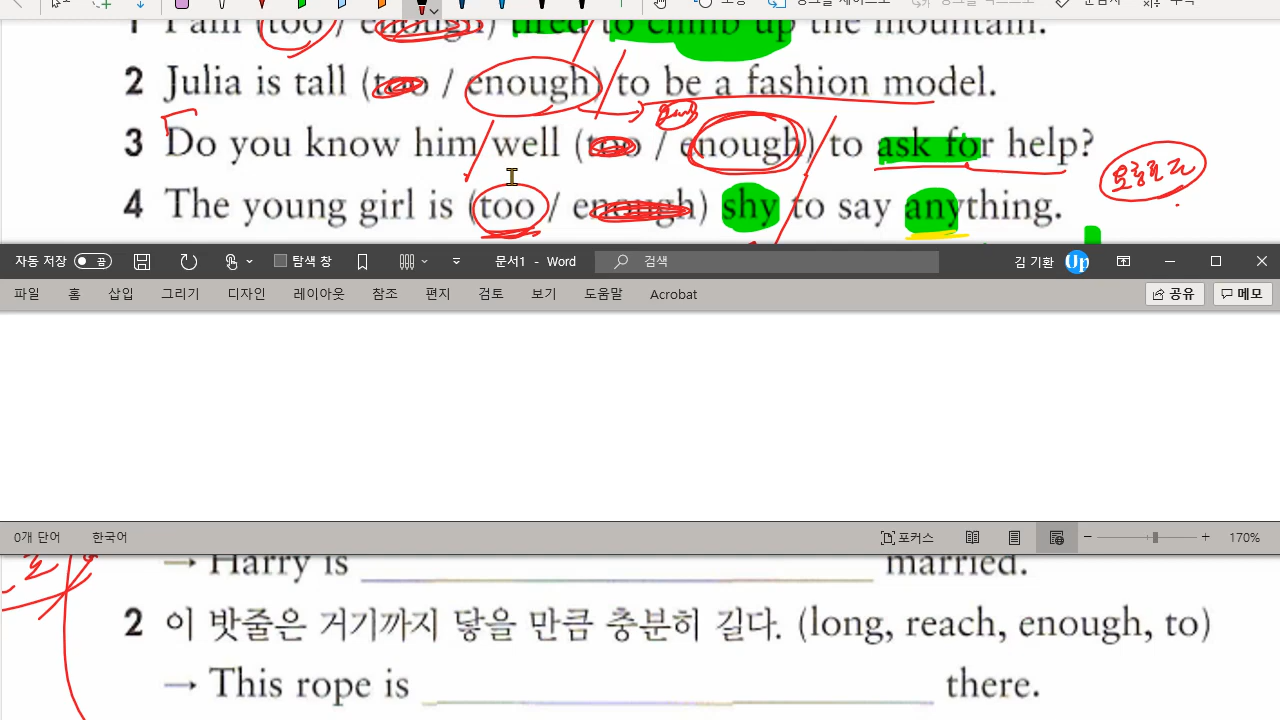 1 I am (too / enough) tired to climb up the mountain.
2 Julia is tall (too / enough) to be a fashion model.
3 Do you know him well (too / enough) to ask for help?
4 The young girl is (too / enough) shy to say anything.
자동 저장 끔 탐색 창 문서1 - Word 검색 김 기환 Up
파일 홈 삽입 그리기 디자인 레이아웃 참조 편지 검토 보기 도움말 Acrobat 공유 메모
0개 단어 한국어 포커스 170%
→ Harry is married.
2 이 밧줄은 거기까지 닿을 만큼 충분히 길다. (long, reach, enough, to)
→ This rope is there.